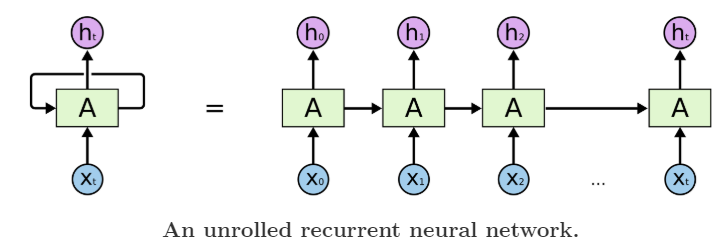 hₜ h₀ h₁ h₂ hₜ
A = A A A A
xₜ x₀ x₁ x₂ ... xₜ
An unrolled recurrent neural network.